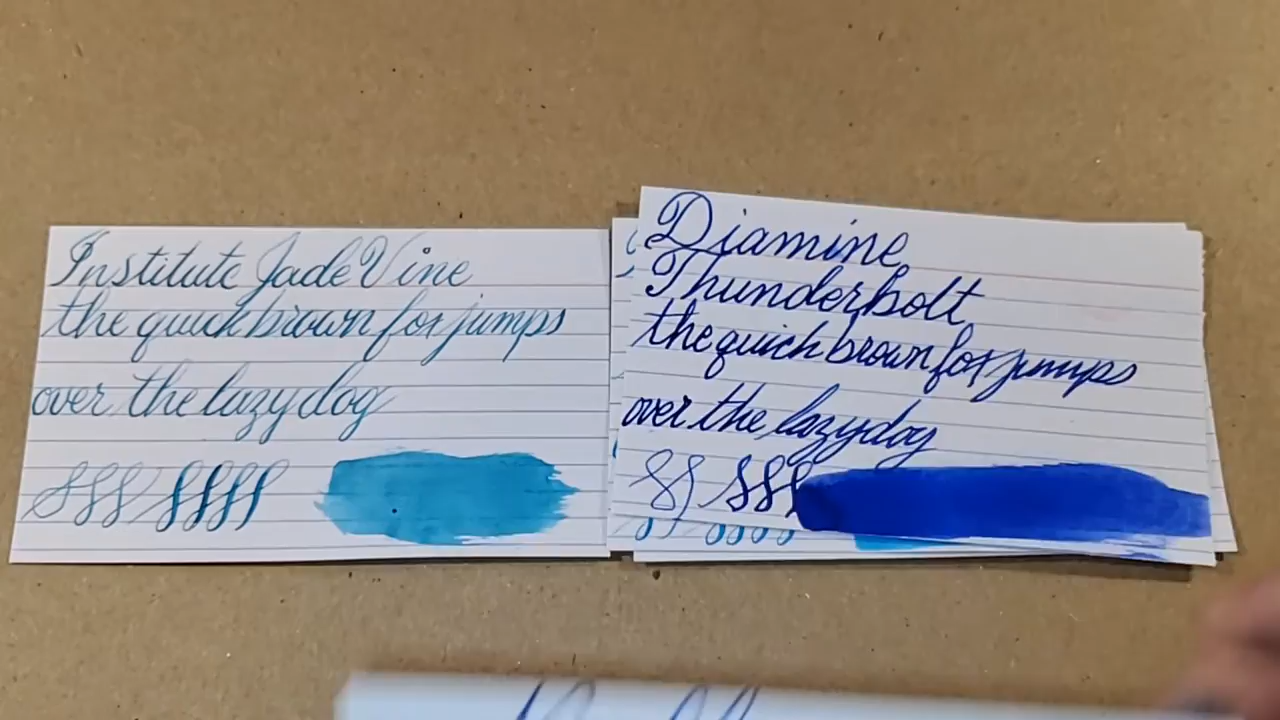 Institute Jade Vine
the quick brown fox jumps
over the lazy dog
Diamine
Thunderbolt
the quick brown fox jumps
over the lazy dog